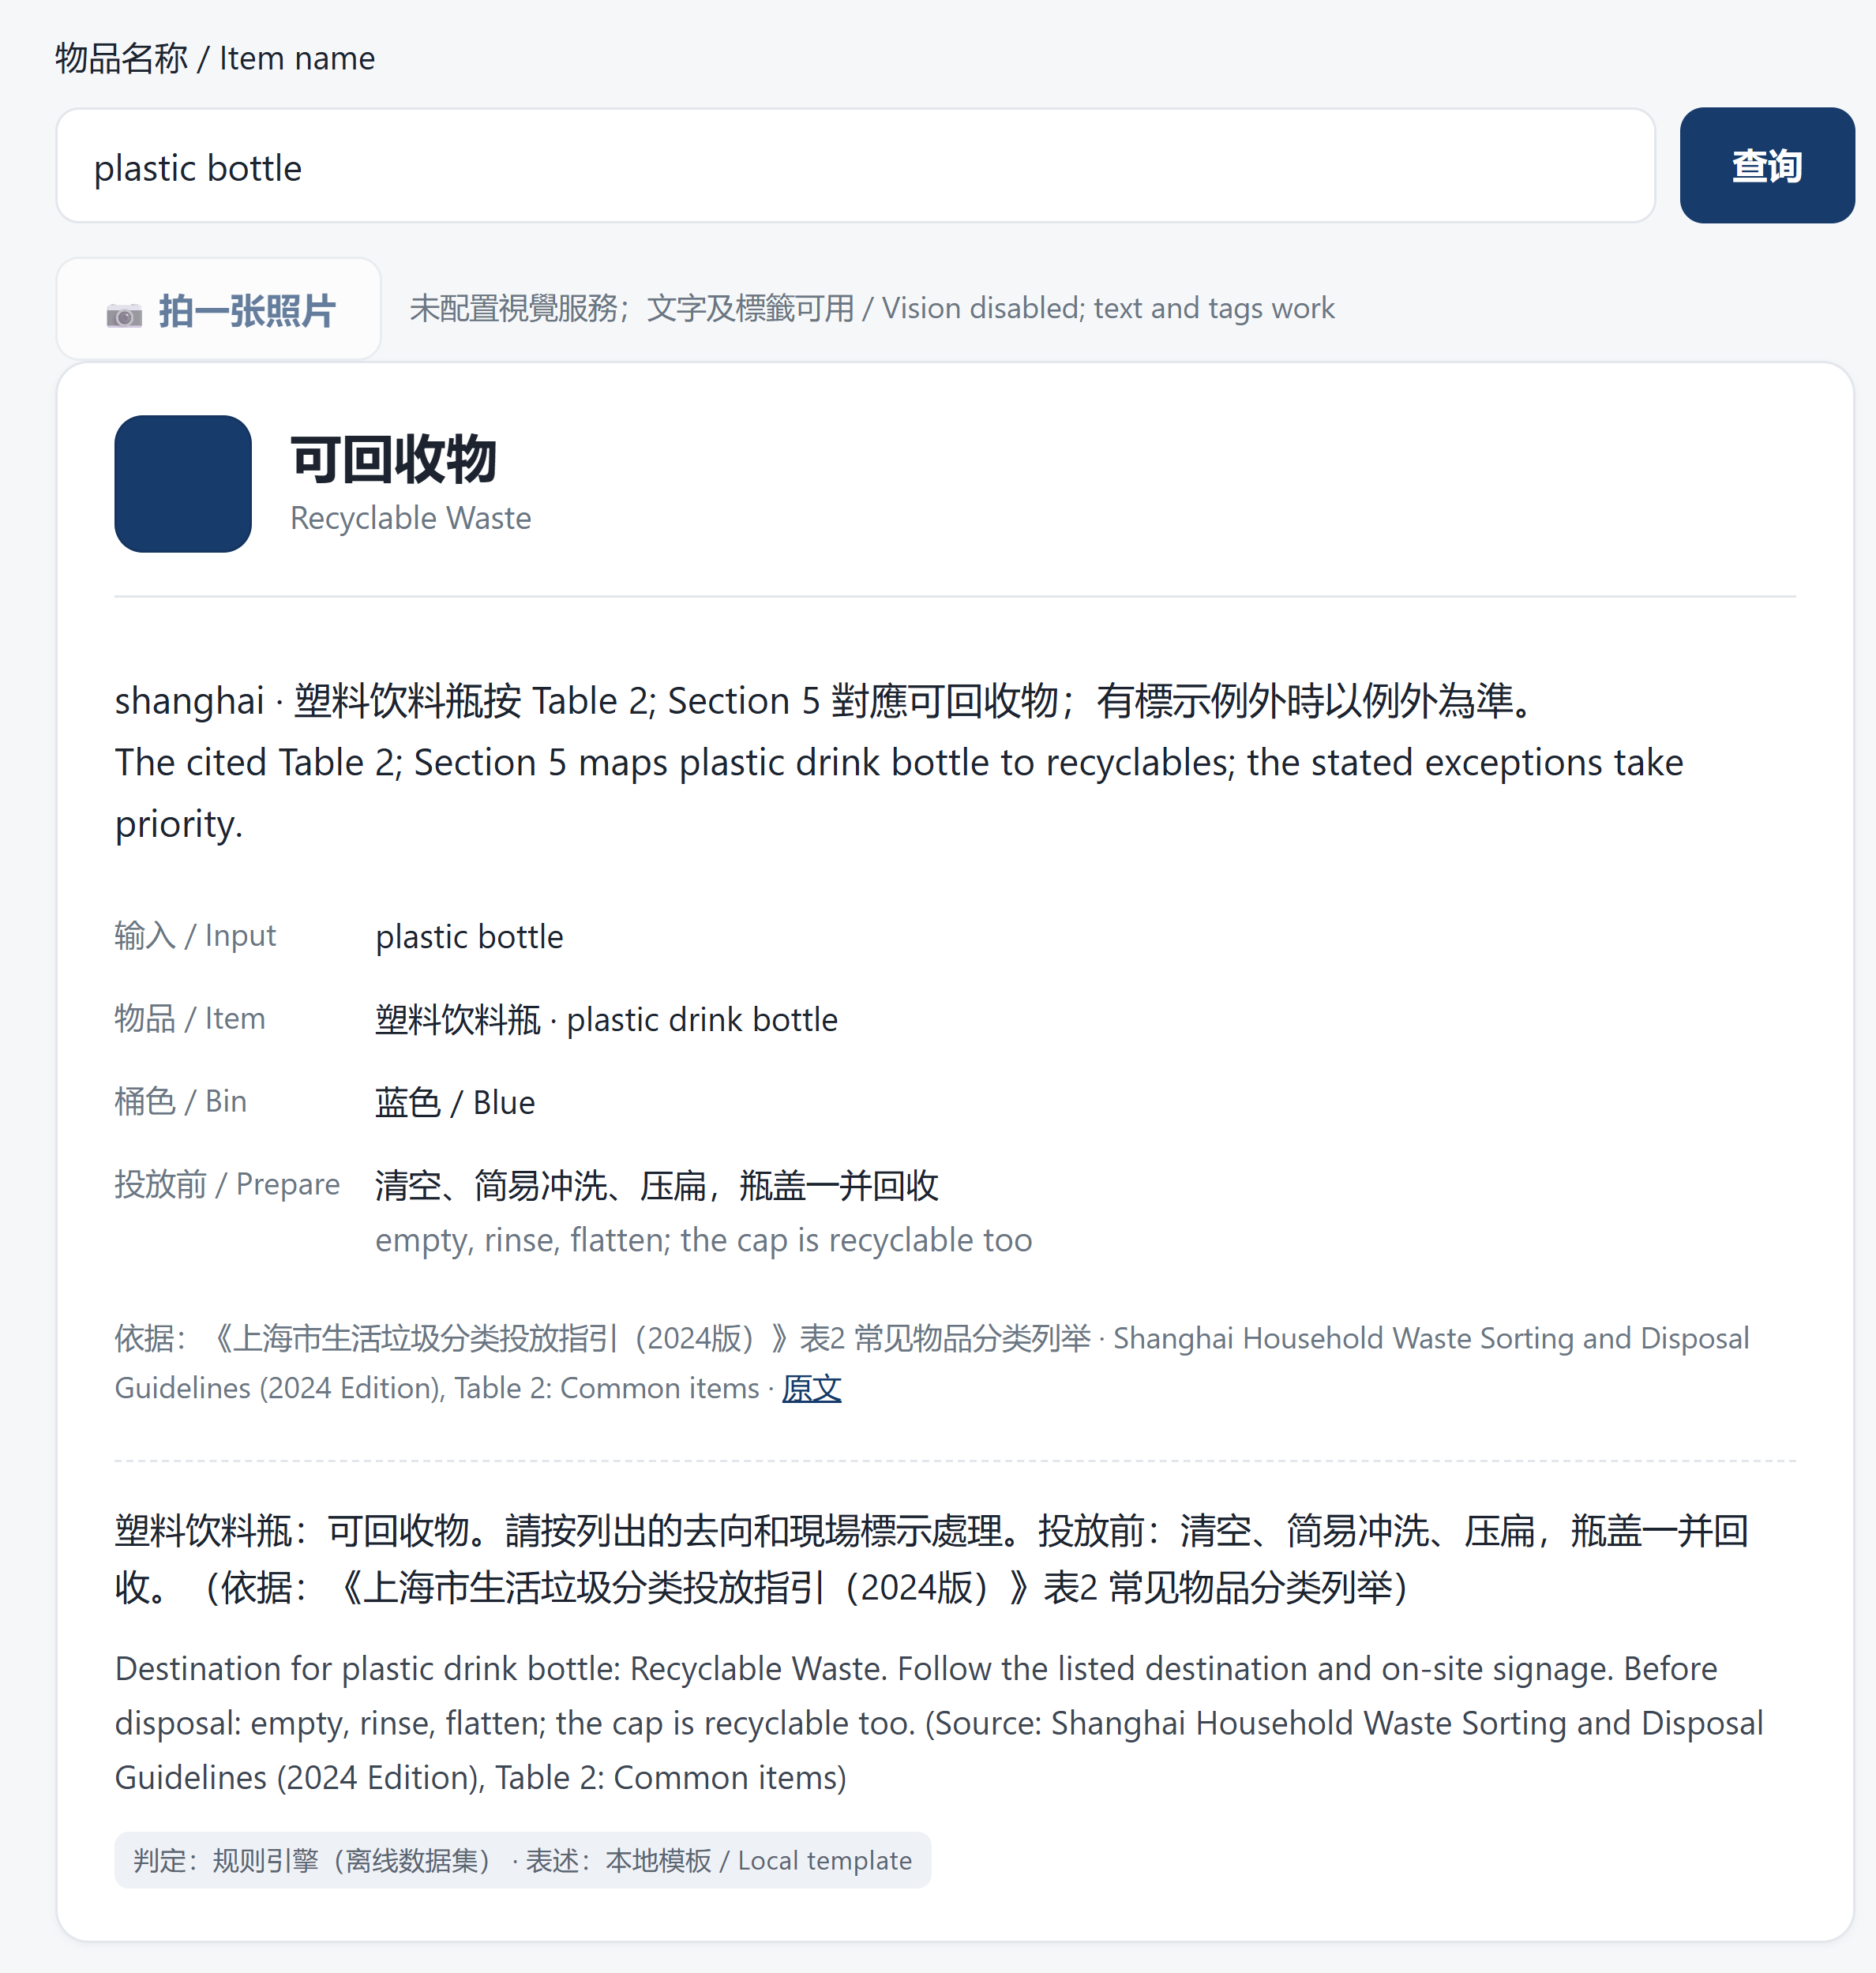 物品名称 / Item name
plastic bottle
查询
拍一张照片
未配置視覺服務；文字及標籤可用 / Vision disabled; text and tags work
可回收物
Recyclable Waste
shanghai · 塑料饮料瓶按 Table 2; Section 5 對應可回收物；有標示例外時以例外為準。
The cited Table 2; Section 5 maps plastic drink bottle to recyclables; the stated exceptions take
priority.
输入 / Input plastic bottle
物品 / Item 塑料饮料瓶 · plastic drink bottle
桶色 / Bin 蓝色 / Blue
投放前 / Prepare 清空、简易冲洗、压扁，瓶盖一并回收
empty, rinse, flatten; the cap is recyclable too
依据：《上海市生活垃圾分类投放指引（2024版）》表2 常见物品分类列举 · Shanghai Household Waste Sorting and Disposal
Guidelines (2024 Edition), Table 2: Common items · 原文
塑料饮料瓶：可回收物。請按列出的去向和現場標示處理。投放前：清空、简易冲洗、压扁，瓶盖一并回
收。（依据：《上海市生活垃圾分类投放指引（2024版）》表2 常见物品分类列举）
Destination for plastic drink bottle: Recyclable Waste. Follow the listed destination and on-site signage. Before
disposal: empty, rinse, flatten; the cap is recyclable too. (Source: Shanghai Household Waste Sorting and Disposal
Guidelines (2024 Edition), Table 2: Common items)
判定：规则引擎（离线数据集） · 表述：本地模板 / Local template